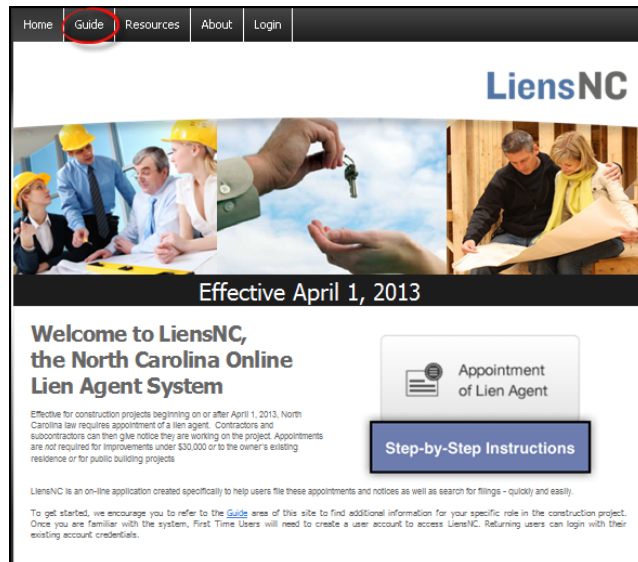 Home Guide Resources About Login
LiensNC
Effective April 1, 2013
Welcome to LiensNC,
the North Carolina Online
Lien Agent System
Effective for construction projects beginning on or after April 1, 2013, North
Carolina law requires appointment of a lien agent. Contractors and
subcontractors can then give notice they are working on the project. Appointments
are not required for improvements under $30,000 or to the owner's existing
residence or for public building projects
Appointment
of Lien Agent
Step-by-Step Instructions
LiensNC is an on-line application created specifically to help users file these appointments and notices as well as search for filings - quickly and easily.
To get started, we encourage you to refer to the Guide area of this site to find additional information for your specific role in the construction project.
Once you are familiar with the system, First Time Users will need to create a user account to access LiensNC. Returning users can login with their
existing account credentials.